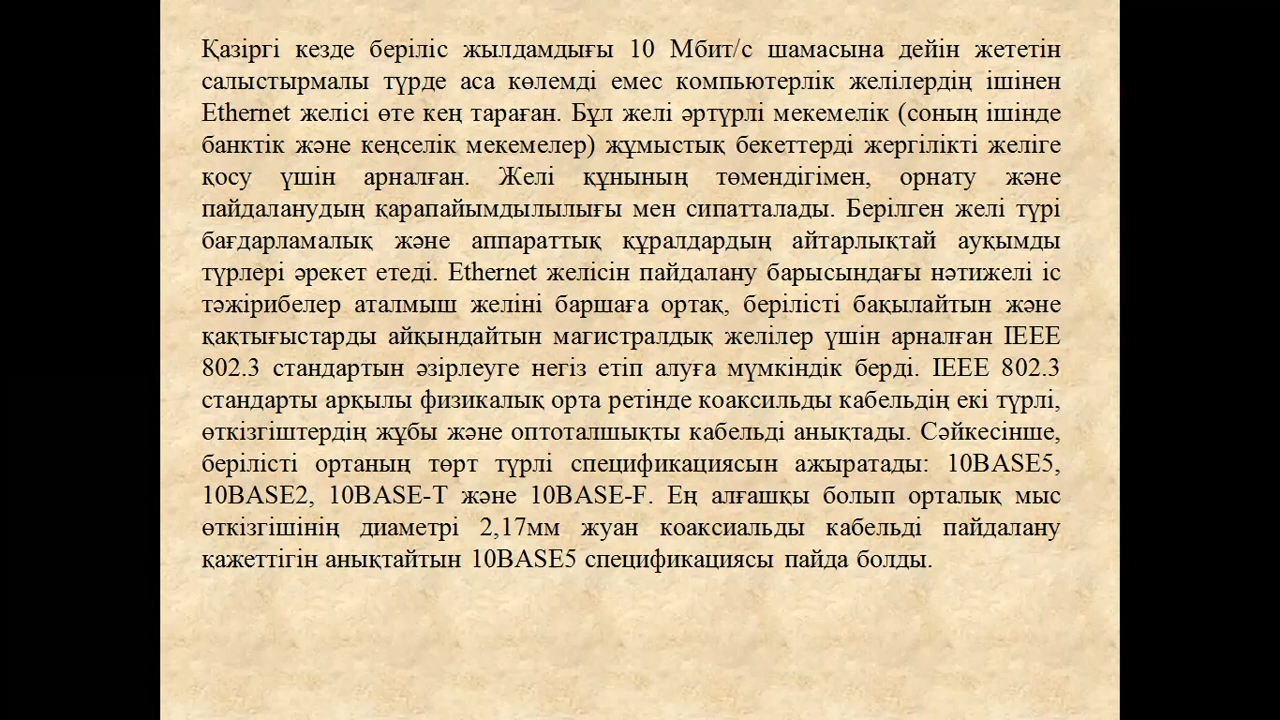 Қазіргі кезде беріліс жылдамдығы 10 Мбит/с шамасына дейін жететін
салыстырмалы түрде аса көлемді емес компьютерлік желілердің ішінен
Ethernet желісі өте кең тараған. Бұл желі әртүрлі мекемелік (соның ішінде
банктік және кеңселік мекемелер) жұмыстық бекеттерді жергілікті желіге
қосу үшін арналған. Желі құнының төмендігімен, орнату және
пайдаланудың қарапайымдылылығы мен сипатталады. Берілген желі түрі
бағдарламалық және аппараттық құралдардың айтарлықтай ауқымды
түрлері әрекет етеді. Ethernet желісін пайдалану барысындағы нәтижелі іс
тәжірибелер аталмыш желіні баршаға ортақ, берілісті бақылайтын және
қақтығыстарды айқындайтын магистралдық желілер үшін арналған IEEE
802.3 стандартын әзірлеуге негіз етіп алуға мүмкіндік берді. IEEE 802.3
стандарты арқылы физикалық орта ретінде коаксильды кабельдің екі түрлі,
өткізгіштердің жұбы және оптоталшықты кабельді анықтады. Сәйкесінше,
берілісті ортаның төрт түрлі спецификациясын ажыратады: 10BASE5,
10BASE2, 10BASE-T және 10BASE-F. Ең алғашқы болып орталық мыс
өткізгішінің диаметрі 2,17мм жуан коаксиальды кабельді пайдалану
қажеттігін анықтайтын 10BASE5 спецификациясы пайда болды.